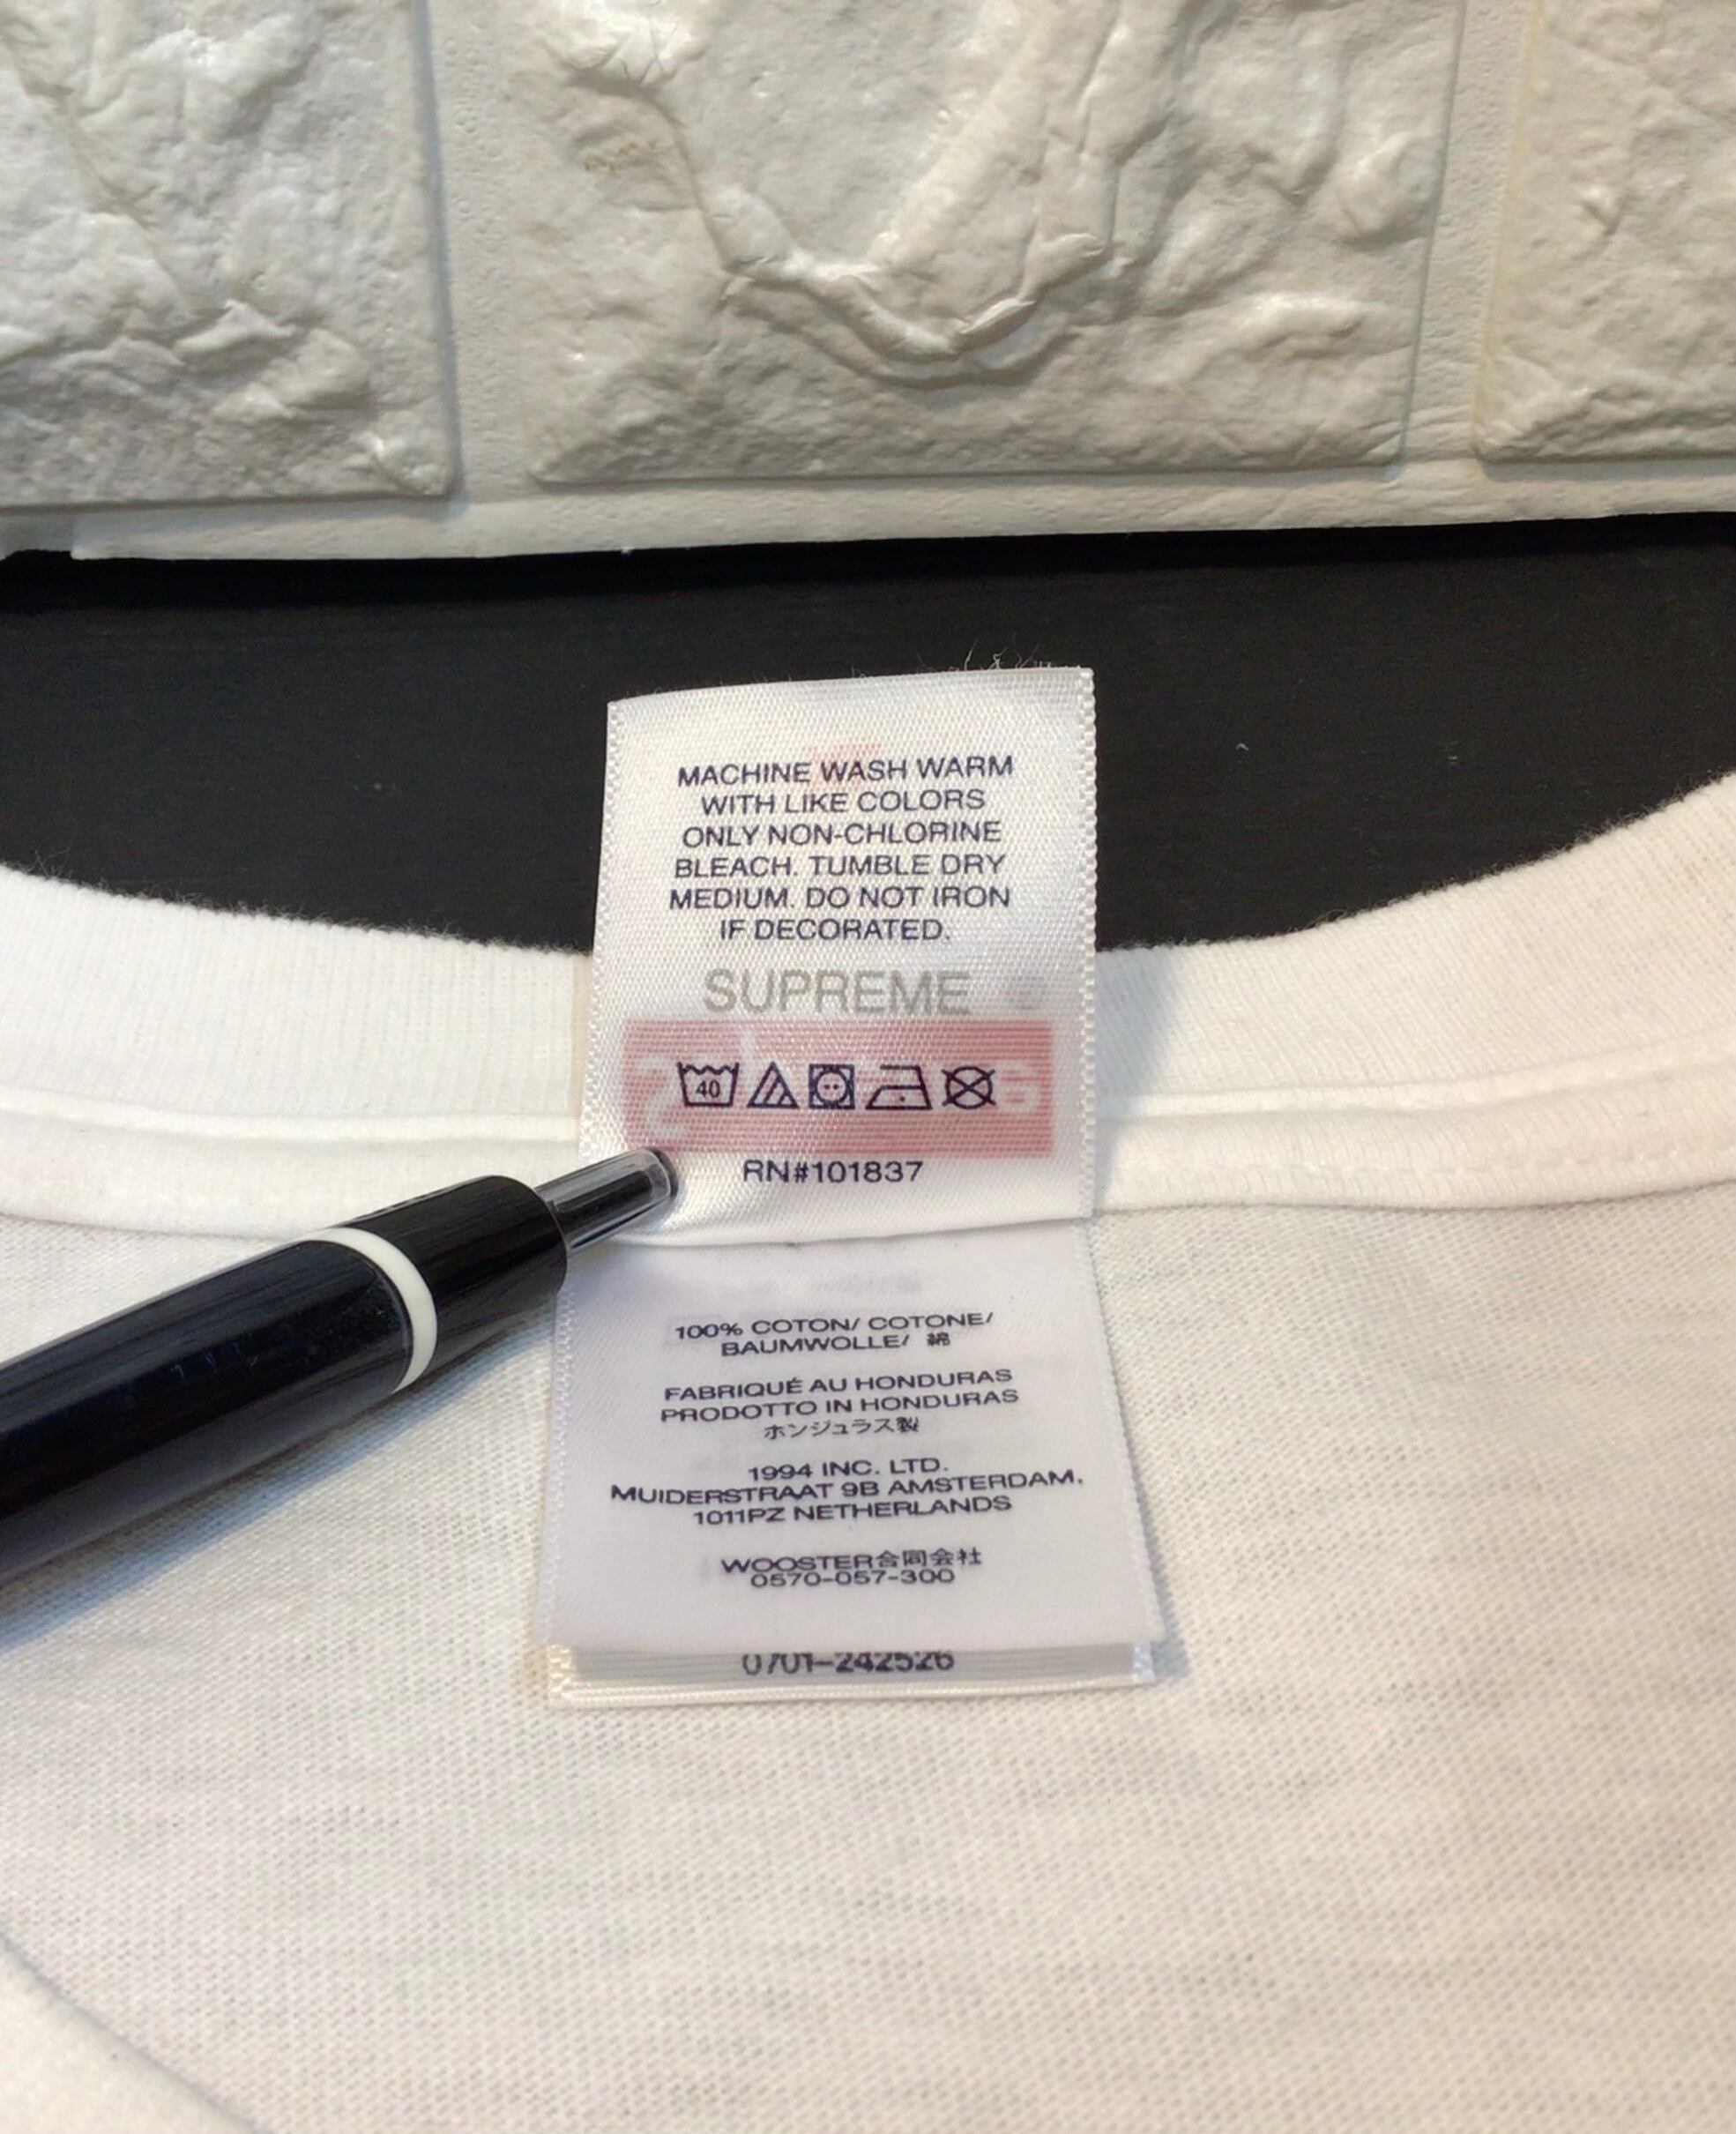 MACHINE WASH WARM
WITH LIKE COLORS
ONLY NON-CHLORINE
BLEACH. TUMBLE DRY
MEDIUM. DO NOT IRON
IF DECORATED.
SUPREME
40
RN#101837
100% COTON/ COTONE/
BAUMWOLLE/ 綿
FABRIQUÉ AU HONDURAS
PRODOTTO IN HONDURAS
ホンジュラス製
1994 INC. LTD.
MUIDERSTRAAT 9B AMSTERDAM,
1011PZ NETHERLANDS
WOOSTER合同会社
0570-057-300
0701-242526